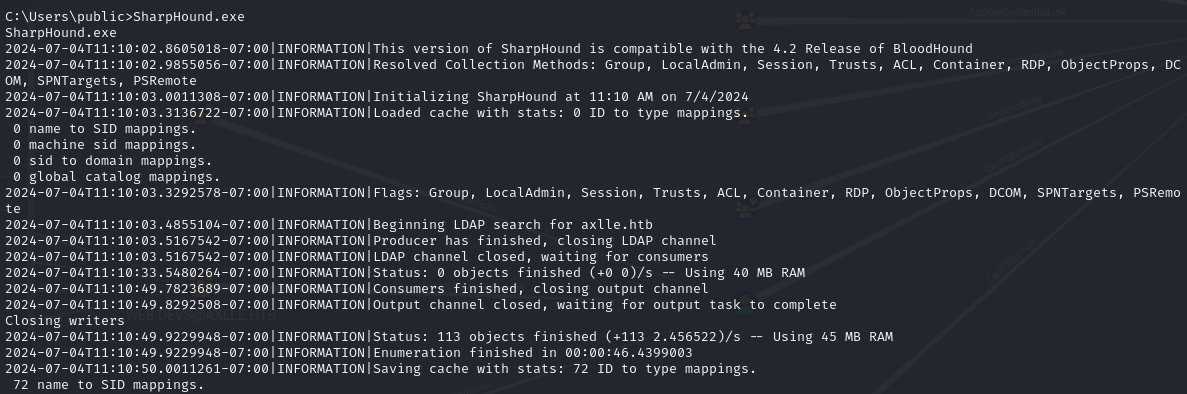 AddKeyCredentialLink
C:\Users\public>SharpHound.exe
SharpHound.exe
2024-07-04T11:10:02.8605018-07:00|INFORMATION|This version of SharpHound is compatible with the 4.2 Release of BloodHound
2024-07-04T11:10:02.9855056-07:00|INFORMATION|Resolved Collection Methods: Group, LocalAdmin, Session, Trusts, ACL, Container, RDP, ObjectProps, DC
OM, SPNTargets, PSRemote
2024-07-04T11:10:03.0011308-07:00|INFORMATION|Initializing SharpHound at 11:10 AM on 7/4/2024
2024-07-04T11:10:03.3136722-07:00|INFORMATION|Loaded cache with stats: 0 ID to type mappings.
 0 name to SID mappings.
 0 machine sid mappings.
 0 sid to domain mappings.
 0 global catalog mappings.
2024-07-04T11:10:03.3292578-07:00|INFORMATION|Flags: Group, LocalAdmin, Session, Trusts, ACL, Container, RDP, ObjectProps, DCOM, SPNTargets, PSRemo
te
2024-07-04T11:10:03.4855104-07:00|INFORMATION|Beginning LDAP search for axlle.htb
2024-07-04T11:10:03.5167542-07:00|INFORMATION|Producer has finished, closing LDAP channel
2024-07-04T11:10:03.5167542-07:00|INFORMATION|LDAP channel closed, waiting for consumers
2024-07-04T11:10:33.5480264-07:00|INFORMATION|Status: 0 objects finished (+0 0)/s -- Using 40 MB RAM
2024-07-04T11:10:49.7823689-07:00|INFORMATION|Consumers finished, closing output channel
2024-07-04T11:10:49.8292508-07:00|INFORMATION|Output channel closed, waiting for output task to complete
Closing writers
WEB DEVS@AXLLE.HTB
2024-07-04T11:10:49.9229948-07:00|INFORMATION|Status: 113 objects finished (+113 2.456522)/s -- Using 45 MB RAM
2024-07-04T11:10:49.9229948-07:00|INFORMATION|Enumeration finished in 00:00:46.4399003
2024-07-04T11:10:50.0011261-07:00|INFORMATION|Saving cache with stats: 72 ID to type mappings.
 72 name to SID mappings.